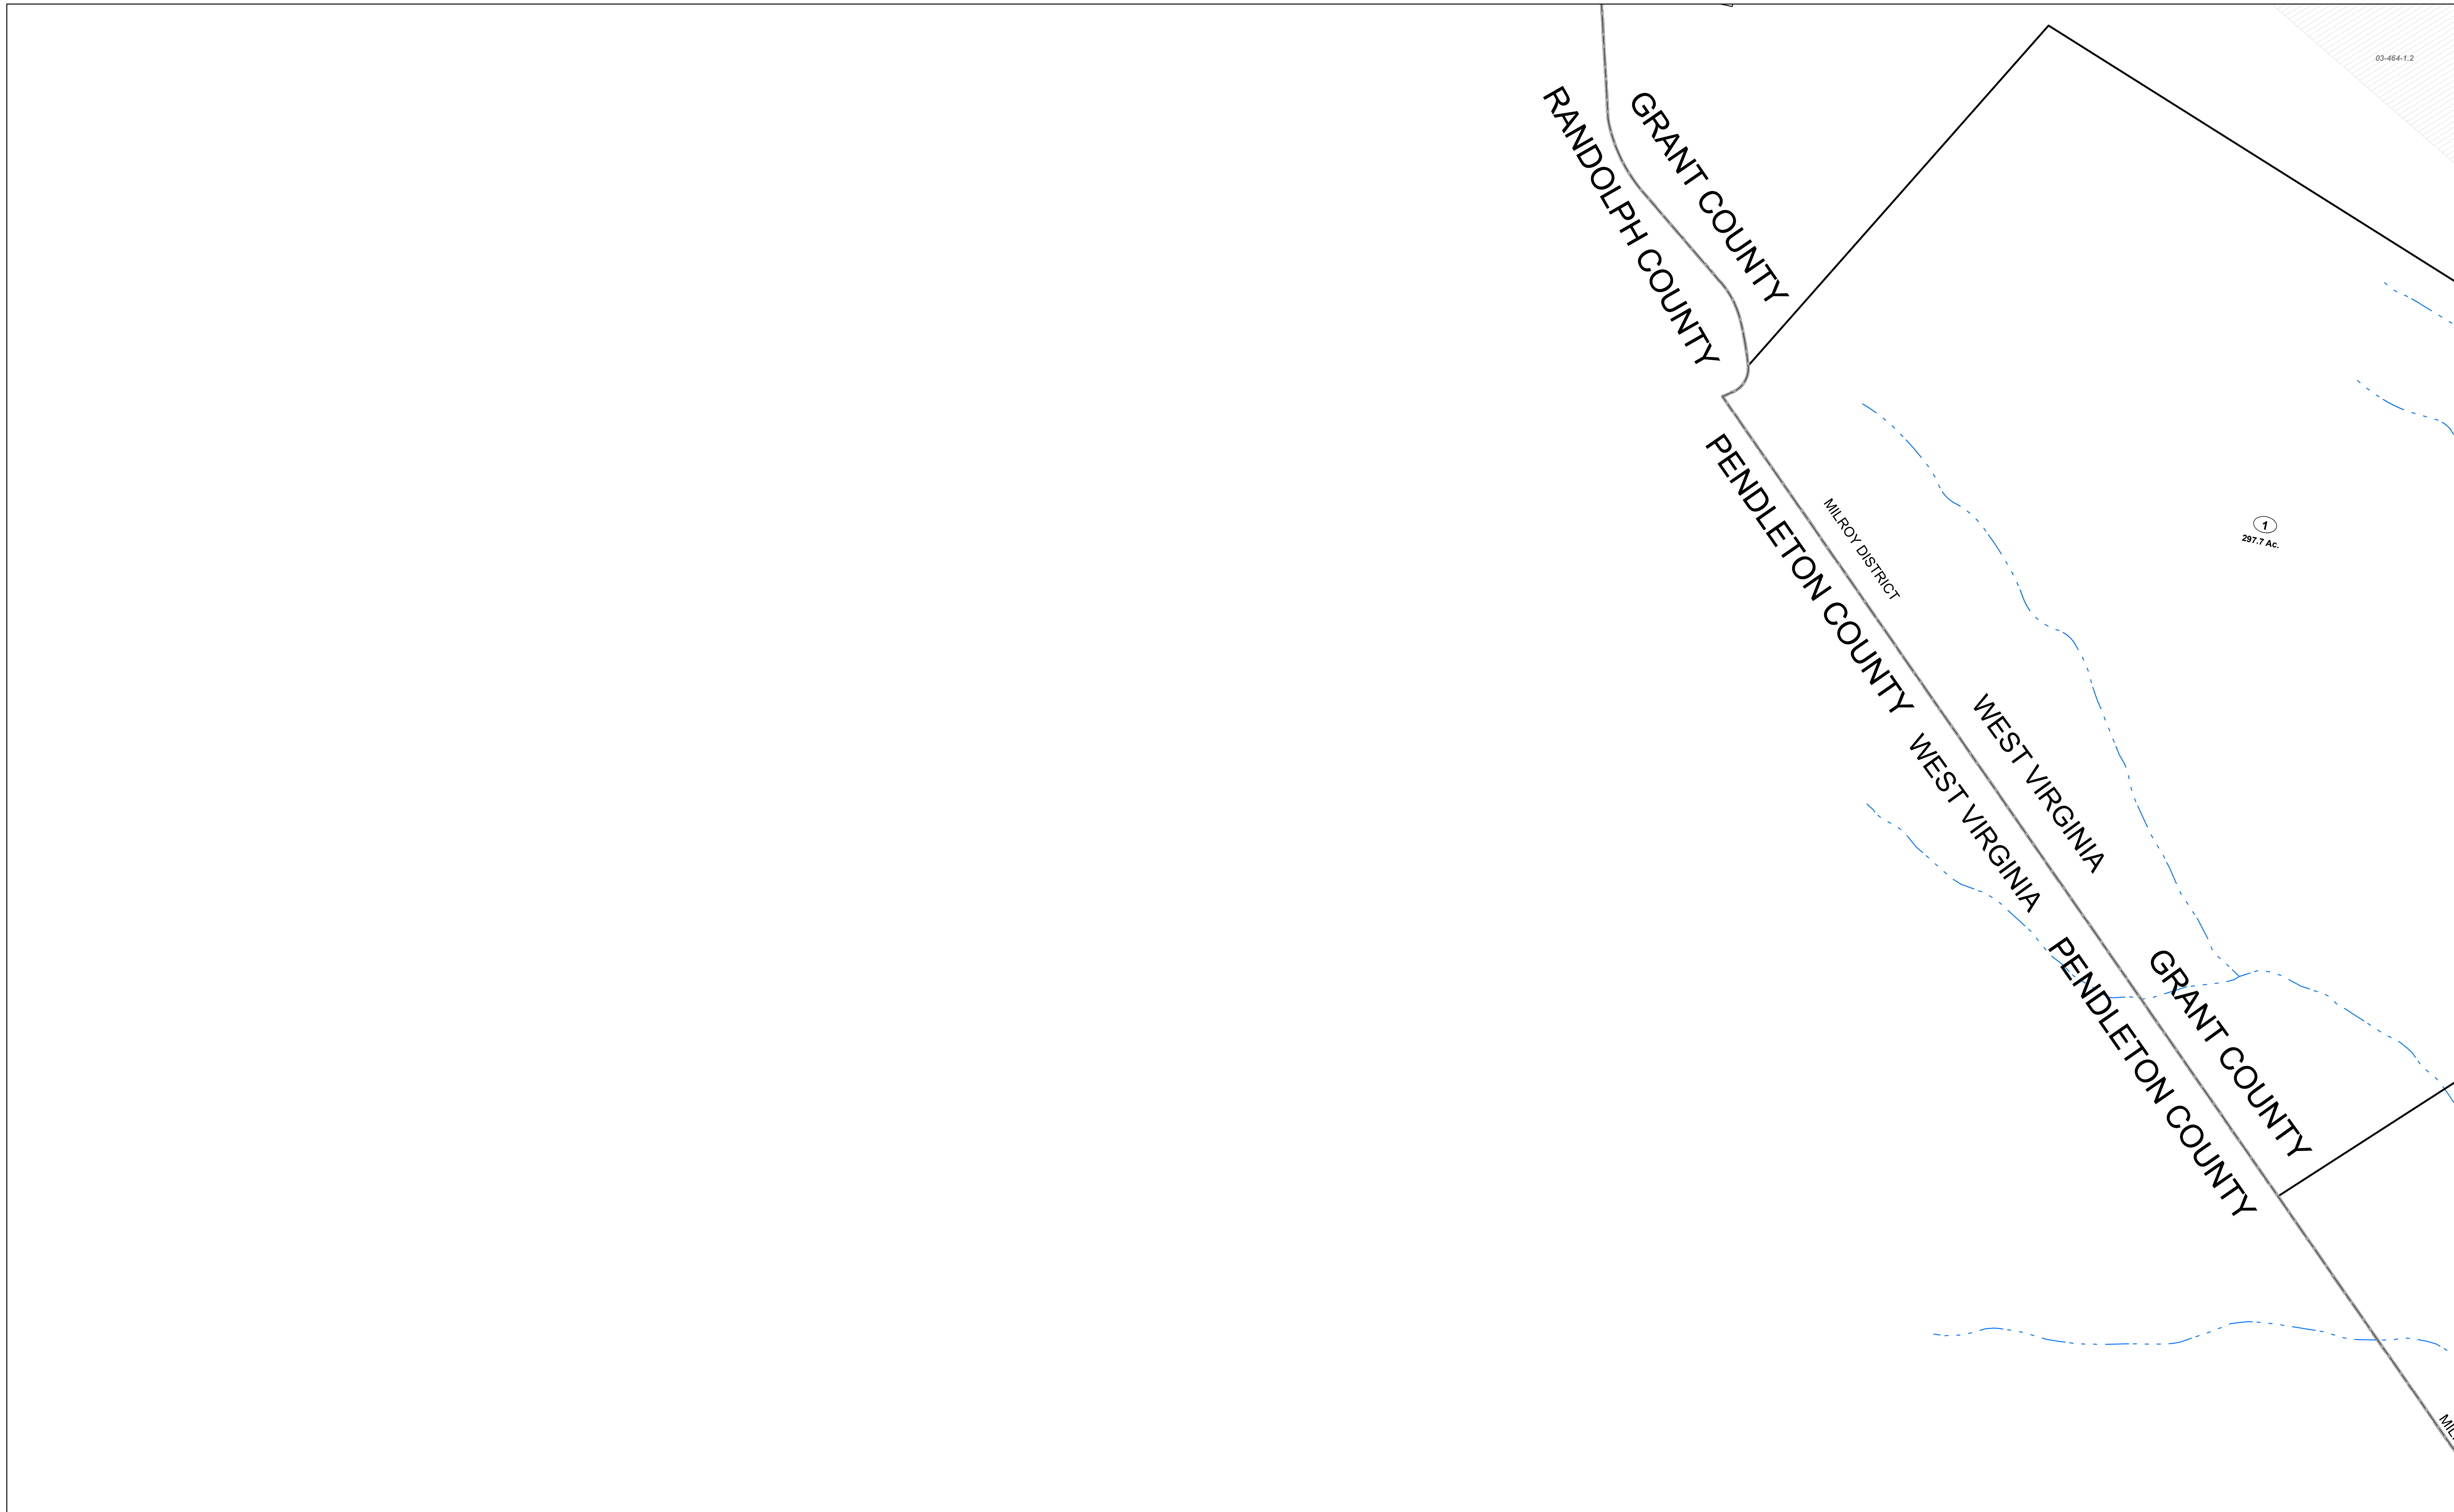 03-464-1.2
GRANT COUNTY
RANDOLPH COUNTY
PENDLETON COUNTY
MILROY DISTRICT
1
297.7 Ac.
WEST VIRGINIA
WEST VIRGINIA
GRANT COUNTY
PENDLETON COUNTY